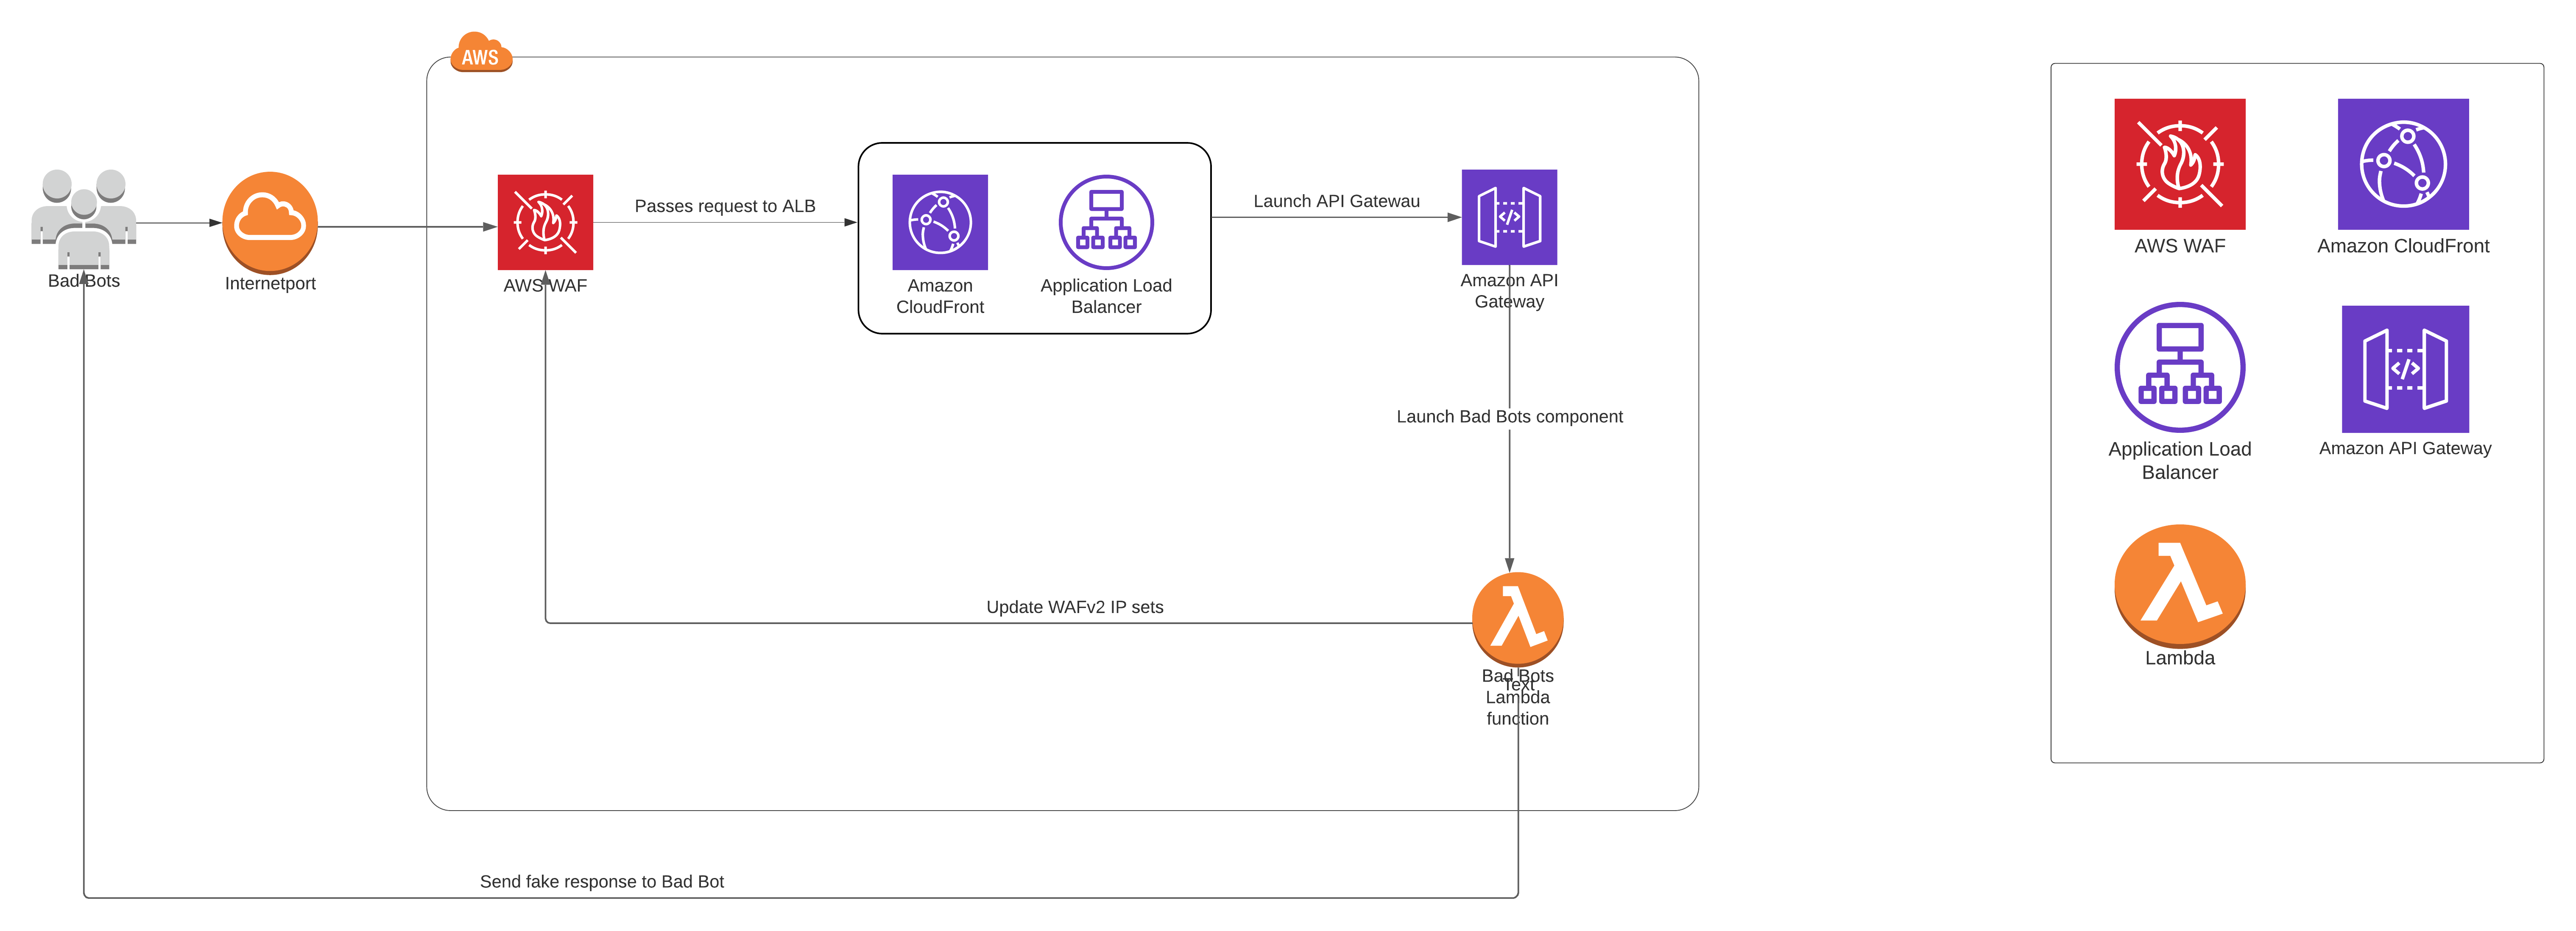 AWS
Bad Bots
Internetport
AWS WAF
Passes request to ALB
Amazon
CloudFront
Application Load
Balancer
Launch API Gatewau
Amazon API
Gateway
Launch Bad Bots component
Update WAFv2 IP sets
Bad Bots
Text
Lambda
function
Send fake response to Bad Bot
AWS WAF
Amazon CloudFront
Application Load
Balancer
Amazon API Gateway
Lambda